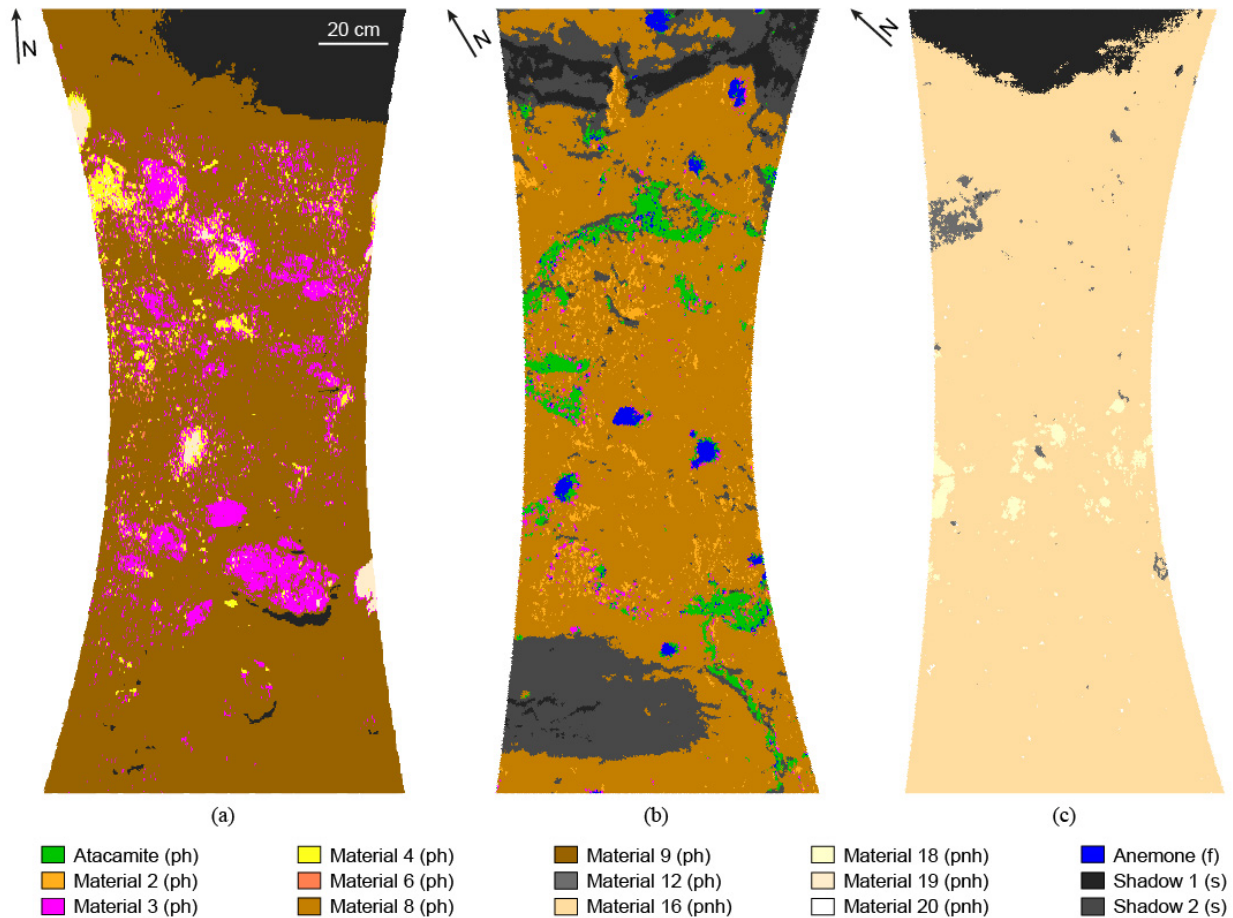 N
20 cm
N
N
(a)
(b)
(c)
Atacamite (ph)
Material 2 (ph)
Material 3 (ph)
Material 4 (ph)
Material 6 (ph)
Material 8 (ph)
Material 9 (ph)
Material 12 (ph)
Material 16 (pnh)
Material 18 (pnh)
Material 19 (pnh)
Material 20 (pnh)
Anemone (f)
Shadow 1 (s)
Shadow 2 (s)